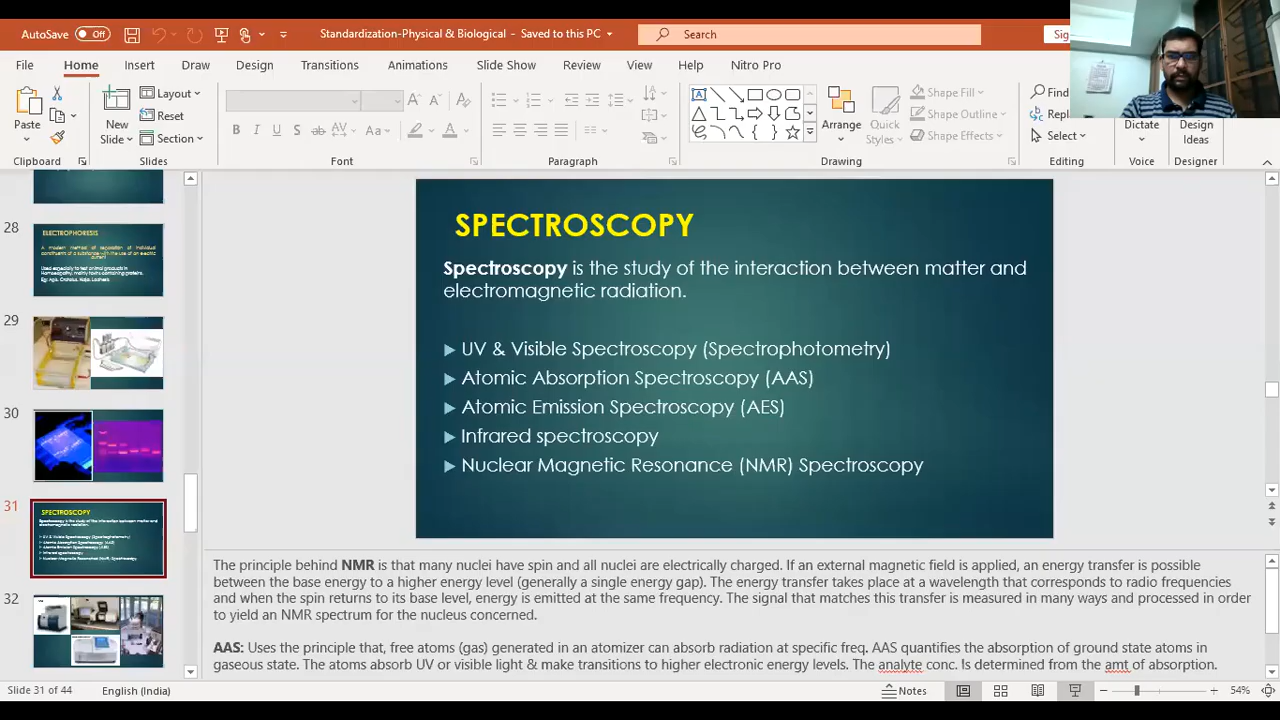 AutoSave Off Standardization-Physical & Biological - Saved to this PC Search Sig
File Home Insert Draw Design Transitions Animations Slide Show Review View Help Nitro Pro
Paste New Slide Layout Reset Section Arrange Quick Styles Shape Fill Shape Outline Shape Effects Find Repl Select Dictate Design Ideas
Clipboard Slides Font Paragraph Drawing Editing Voice Designer
28
ELECTROPHORESIS
29
30
31
SPECTROSCOPY
32
SPECTROSCOPY
Spectroscopy is the study of the interaction between matter and
electromagnetic radiation.
UV & Visible Spectroscopy (Spectrophotometry)
Atomic Absorption Spectroscopy (AAS)
Atomic Emission Spectroscopy (AES)
Infrared spectroscopy
Nuclear Magnetic Resonance (NMR) Spectroscopy
The principle behind NMR is that many nuclei have spin and all nuclei are electrically charged. If an external magnetic field is applied, an energy transfer is possible
between the base energy to a higher energy level (generally a single energy gap). The energy transfer takes place at a wavelength that corresponds to radio frequencies
and when the spin returns to its base level, energy is emitted at the same frequency. The signal that matches this transfer is measured in many ways and processed in order
to yield an NMR spectrum for the nucleus concerned.
AAS: Uses the principle that, free atoms (gas) generated in an atomizer can absorb radiation at specific freq. AAS quantifies the absorption of ground state atoms in
gaseous state. The atoms absorb UV or visible light & make transitions to higher electronic energy levels. The analyte conc. Is determined from the amt of absorption.
Slide 31 of 44 English (India) Notes 54%